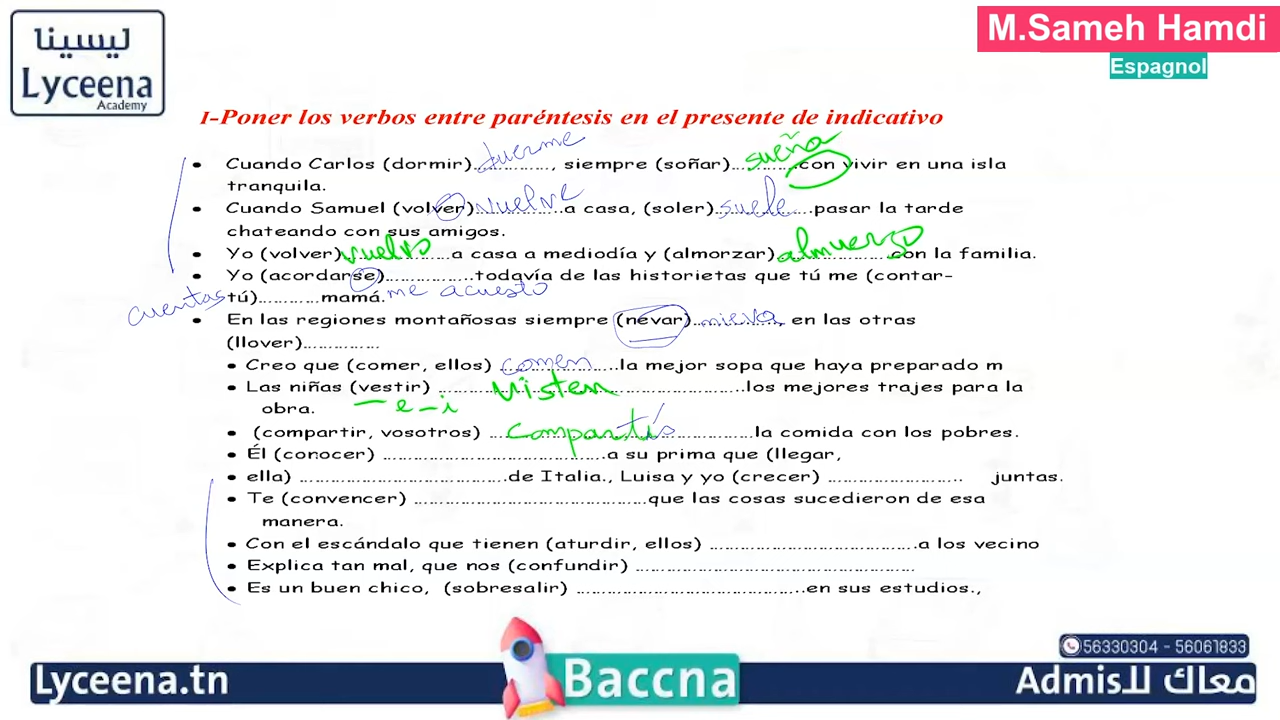 ليسينا
Lyceena
Academy
M.Sameh Hamdi
Espagnol
I-Poner los verbos entre paréntesis en el presente de indicativo
• Cuando Carlos (dormir) duerme............, siempre (soñar) sueña..........con vivir en una isla
tranquila.
• Cuando Samuel (volver) vuelve..............a casa, (soler) suele..............pasar la tarde
chateando con sus amigos.
• Yo (volver) vuelvo..................a casa a mediodía y (almorzar) almuerzo..................con la familia.
• Yo (acordarse)...............todavía de las historietas que tú me (contar-
cuentas tú)..........mamá. me acuesto
• En las regiones montañosas siempre (nevar) nieva............. en las otras
(llover).............
• Creo que (comer, ellos) comen...................la mejor sopa que haya preparado m
• Las niñas (vestir) visten..................................................los mejores trajes para la
obra. — e – i
• (compartir, vosotros) compartís...........................................la comida con los pobres.
• Él (conocer) ....................................a su prima que (llegar,
• ella) ..................................de Italia., Luisa y yo (crecer) ....................... juntas.
• Te (convencer) ......................................que las cosas sucedieron de esa
manera.
• Con el escándalo que tienen (aturdir, ellos) ..................................a los vecino
• Explica tan mal, que nos (confundir) .............................................
• Es un buen chico, (sobresalir) .....................................en sus estudios.,
56330304 - 56061833
Lyceena.tn
Baccna
معاك للـ Admis